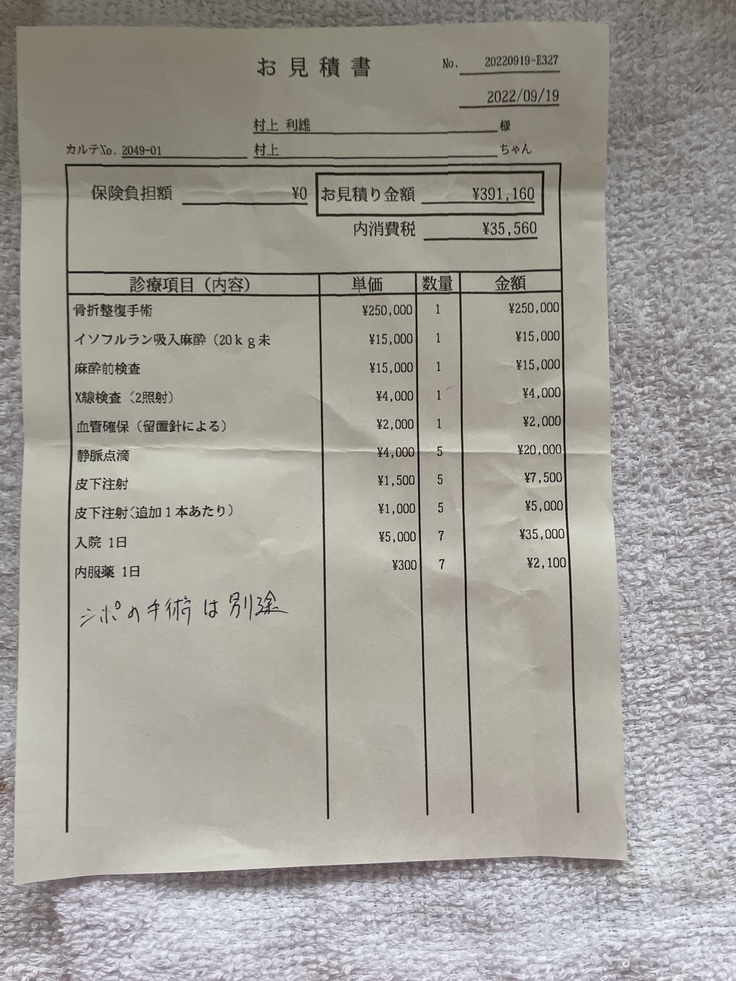 お見積書
No. 20220919-E327
2022/09/19
村上 利雄 様
カルテNo. 2049-01 村上 ちゃん
保険負担額 ¥0 お見積り金額 ¥391,160
内消費税 ¥35,560
診療項目（内容） 単価 数量 金額
骨折整復手術 ¥250,000 1 ¥250,000
イソフルラン吸入麻酔（20ｋｇ未 ¥15,000 1 ¥15,000
麻酔前検査 ¥15,000 1 ¥15,000
X線検査（2照射） ¥4,000 1 ¥4,000
血管確保（留置針による） ¥2,000 1 ¥2,000
静脈点滴 ¥4,000 5 ¥20,000
皮下注射 ¥1,500 5 ¥7,500
皮下注射（追加１本あたり） ¥1,000 5 ¥5,000
入院 1日 ¥5,000 7 ¥35,000
内服薬 1日 ¥300 7 ¥2,100
シポの手術は別途